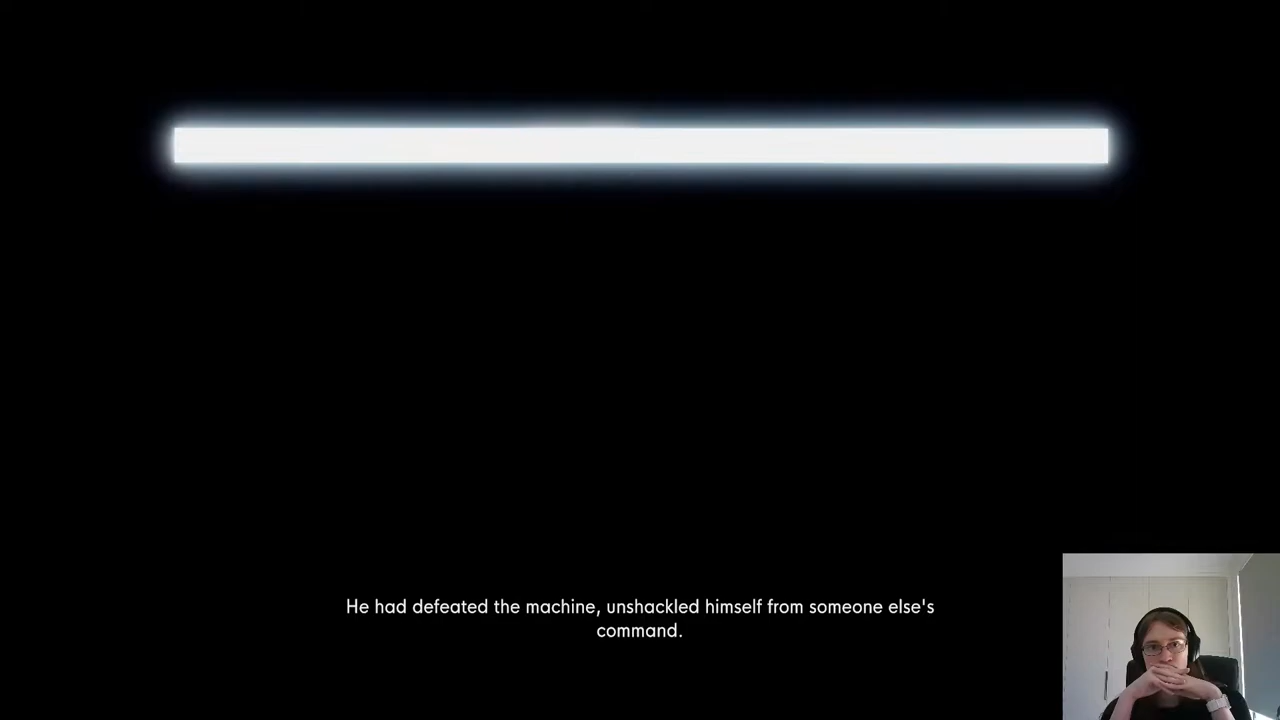 He had defeated the machine, unshackled himself from someone else's
command.